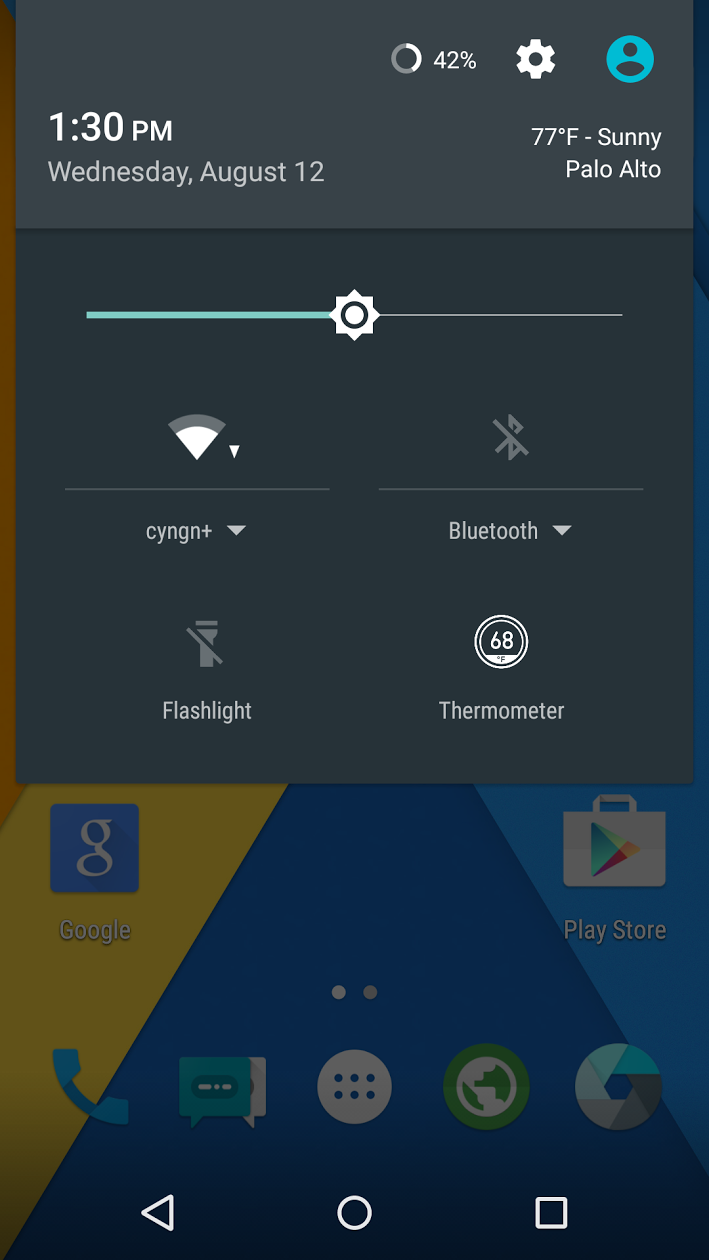 42%
1:30 PM
77°F - Sunny
Wednesday, August 12
Palo Alto
cyngn+
Bluetooth
68
°F
Flashlight
Thermometer
g
Google
Play Store